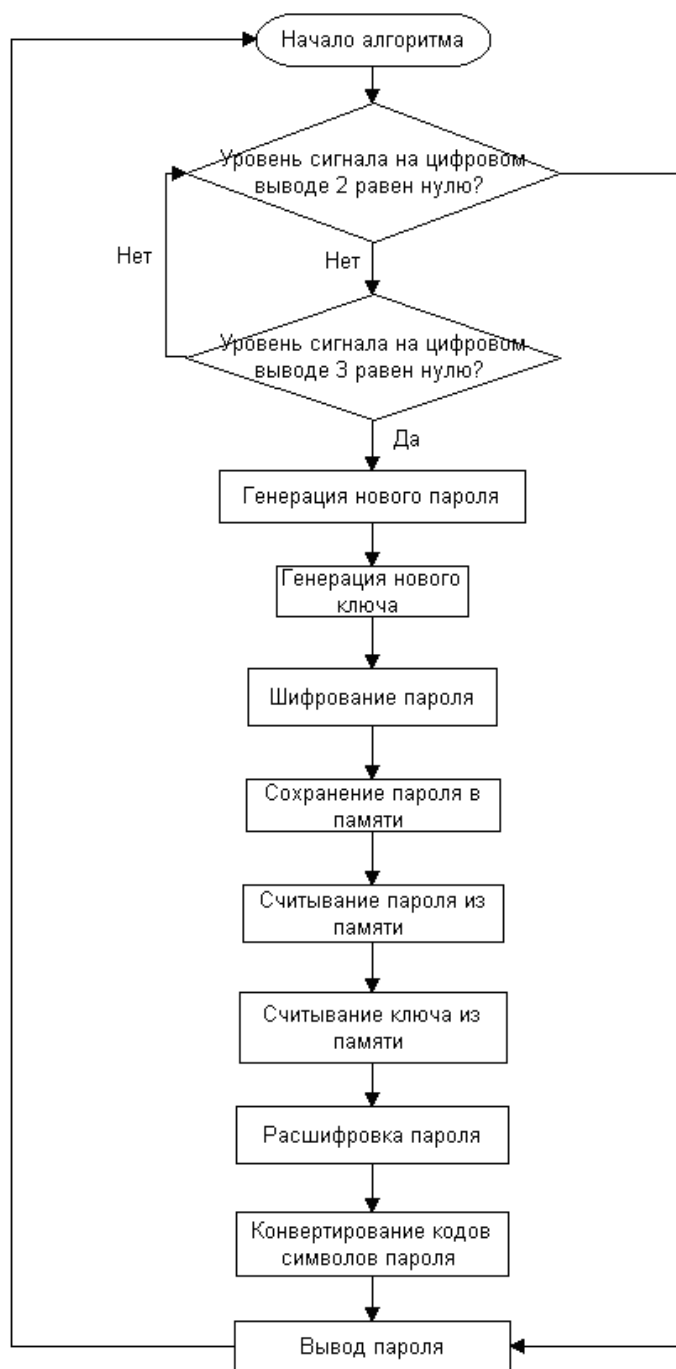 Начало алгоритма
Уровень сигнала на цифровом
выводе 2 равен нулю?
Нет
Нет
Уровень сигнала на цифровом
выводе 3 равен нулю?
Да
Генерация нового пароля
Генерация нового
ключа
Шифрование пароля
Сохранение пароля в
памяти
Считывание пароля из
памяти
Считывание ключа из
памяти
Расшифровка пароля
Конвертирование кодов
символов пароля
Вывод пароля